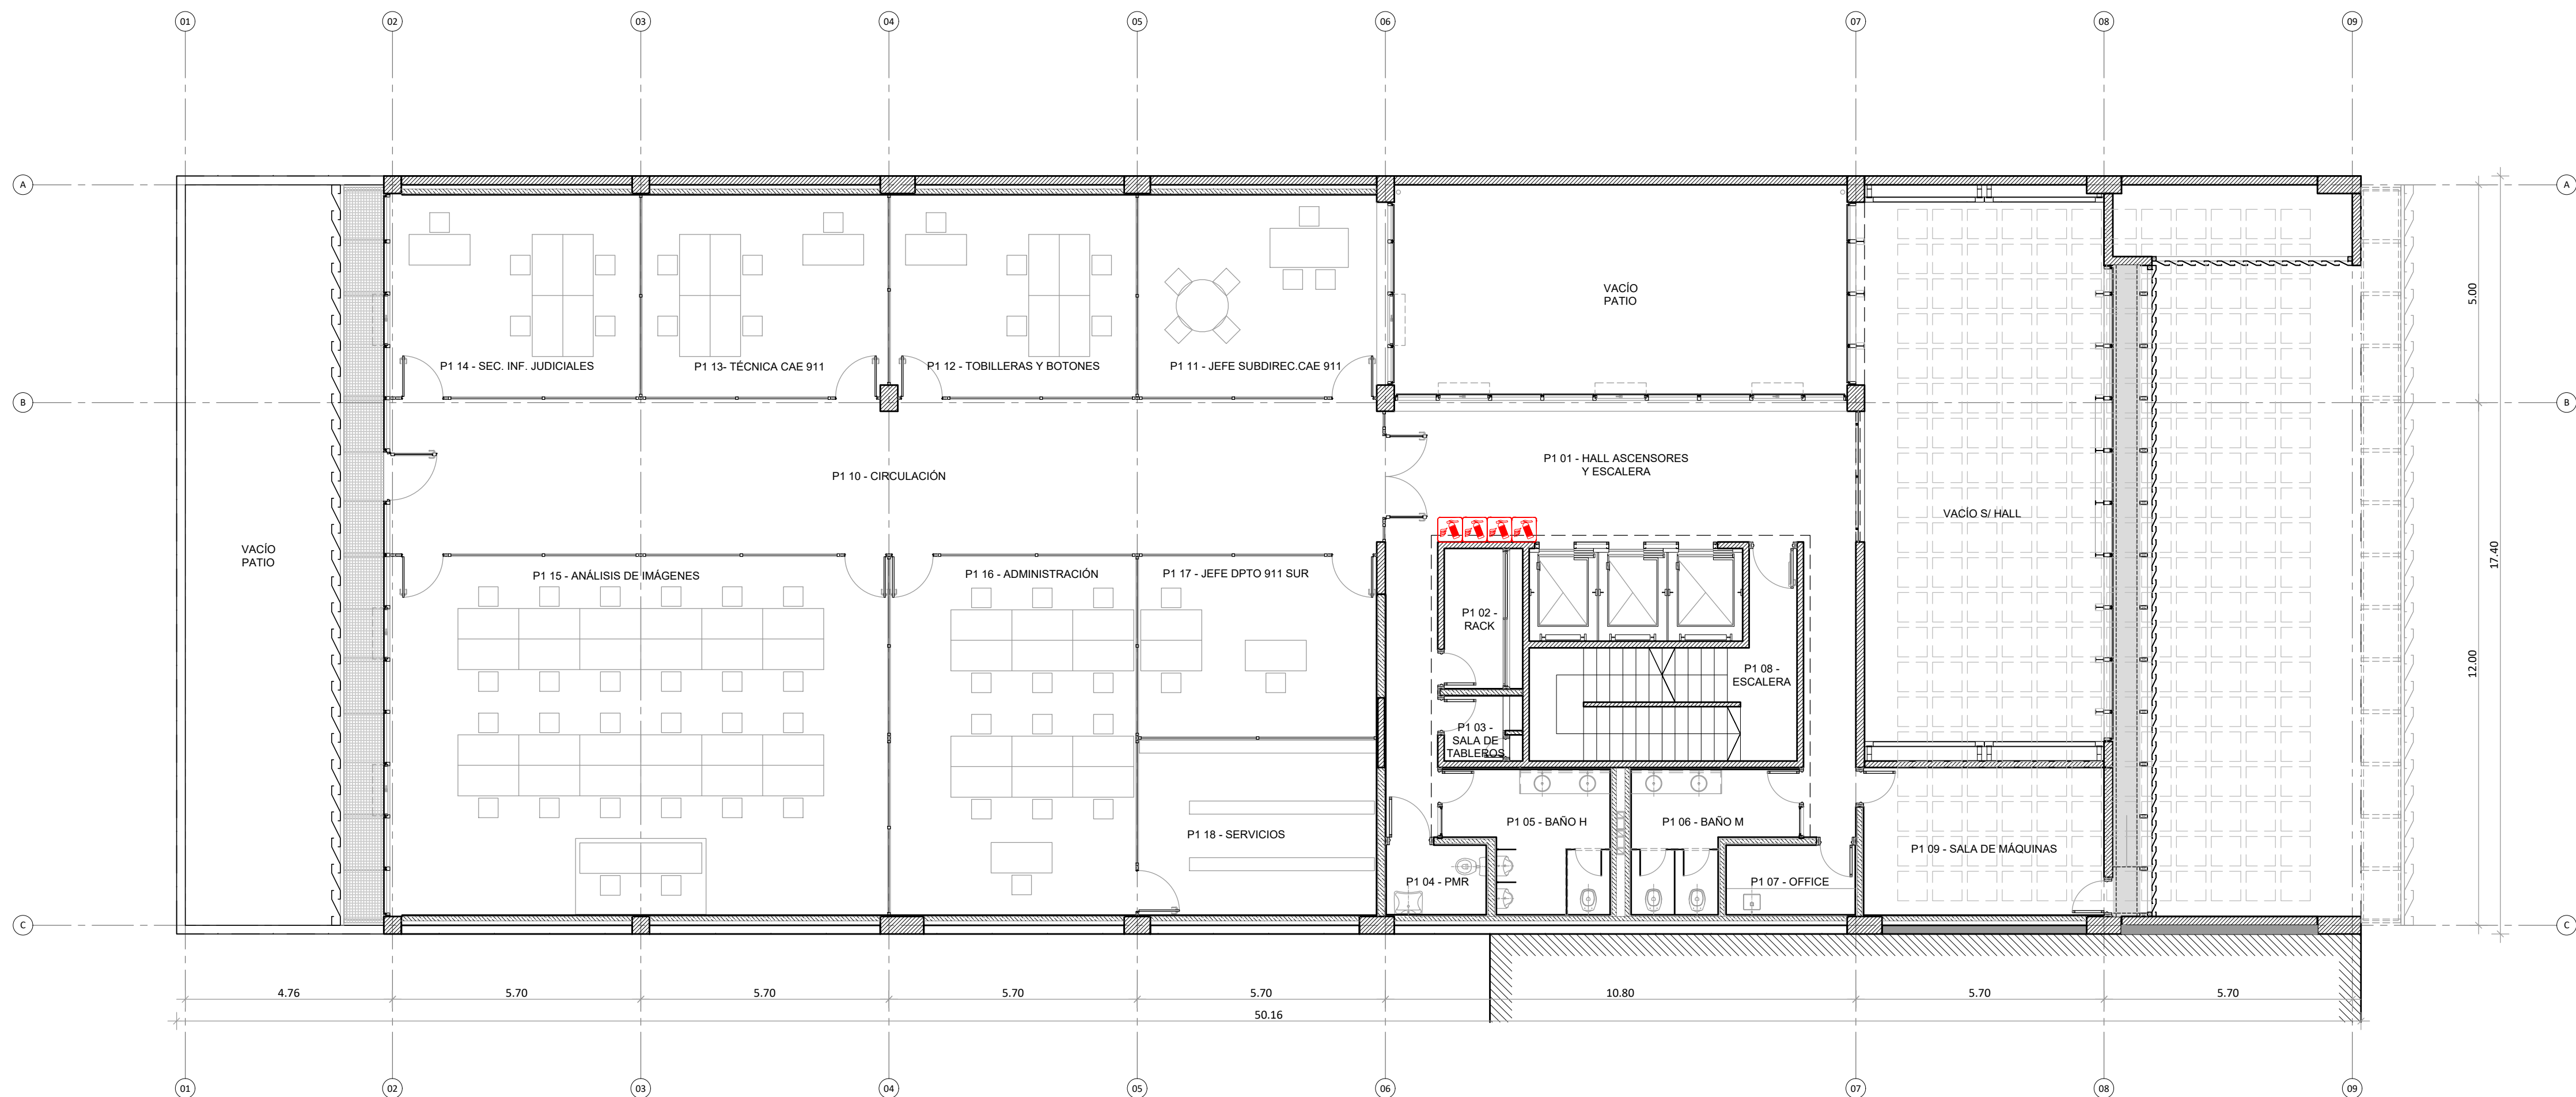 01 02 03 04 05 06 07 08 09
A A
VACÍO
PATIO
5.00
P1 14 - SEC. INF. JUDICIALES
P1 13- TÉCNICA CAE 911
P1 12 - TOBILLERAS Y BOTONES
P1 11 - JEFE SUBDIREC.CAE 911
B B
P1 10 - CIRCULACIÓN
P1 01 - HALL ASCENSORES
Y ESCALERA
VACÍO S/ HALL
17.40
VACÍO
PATIO
P1 15 - ANÁLISIS DE IMÁGENES
P1 16 - ADMINISTRACIÓN
P1 17 - JEFE DPTO 911 SUR
P1 02 -
RACK
P1 08 -
ESCALERA
12.00
P1 03 -
SALA DE
TABLEROS
P1 18 - SERVICIOS
P1 05 - BAÑO H
P1 06 - BAÑO M
P1 09 - SALA DE MÁQUINAS
P1 04 - PMR
P1 07 - OFFICE
C C
4.76 5.70 5.70 5.70 5.70 10.80 5.70 5.70
50.16
01 02 03 04 05 06 07 08 09